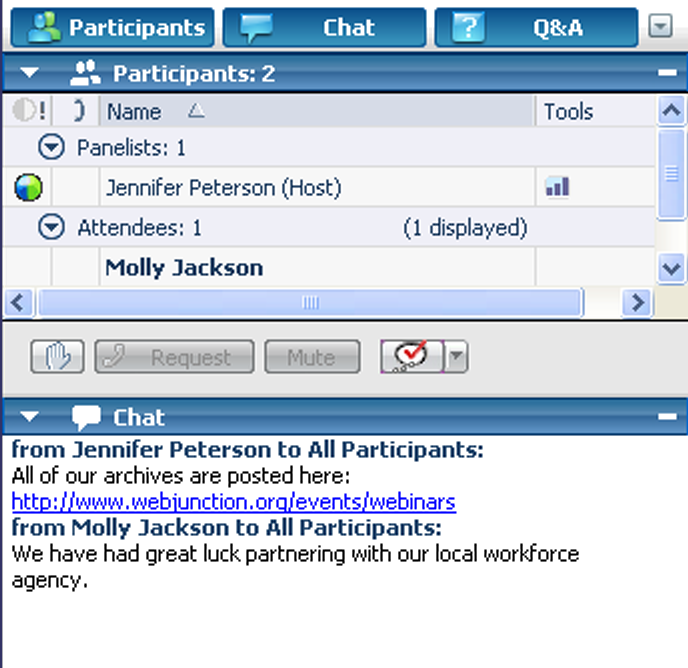 Participants Chat Q&A
Participants: 2
! Name Tools
Panelists: 1
Jennifer Peterson (Host)
Attendees: 1 (1 displayed)
Molly Jackson
Request Mute
Chat
from Jennifer Peterson to All Participants:
All of our archives are posted here:
http://www.webjunction.org/events/webinars
from Molly Jackson to All Participants:
We have had great luck partnering with our local workforce
agency.